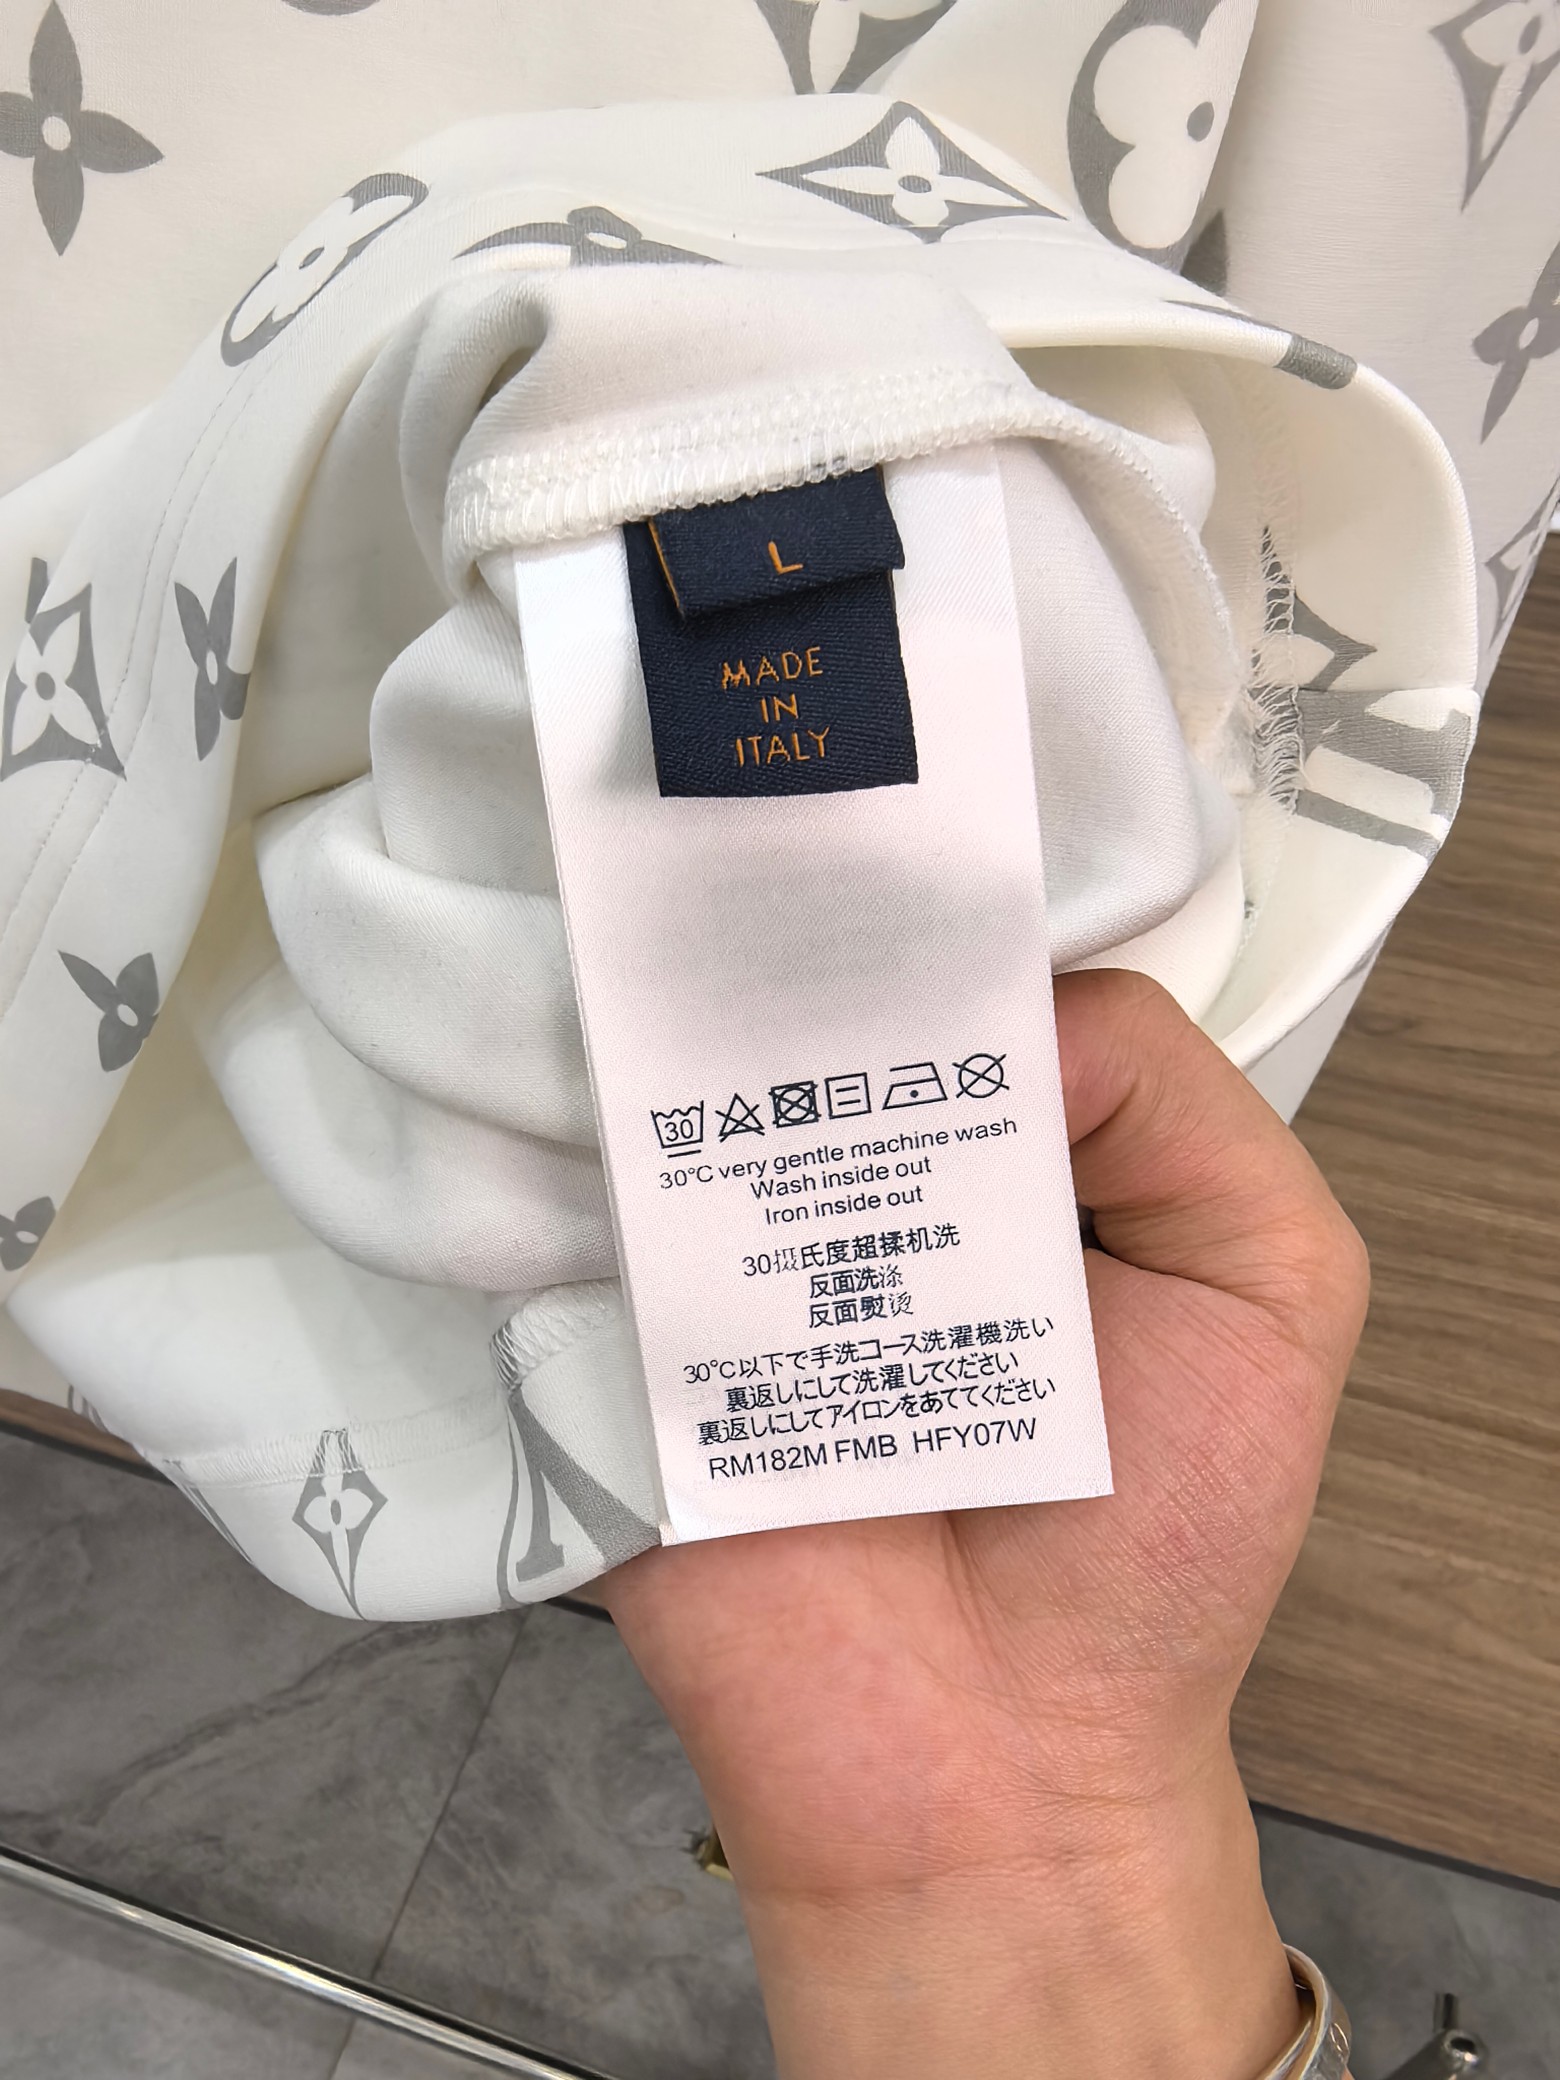 L
MADE
IN
ITALY
30
30°C very gentle machine wash
Wash inside out
Iron inside out
30摄氏度超揉机洗
反面洗涤
反面熨烫
30°C以下で手洗コース洗濯機洗い
裏返しにして洗濯してください
裏返しにしてアイロンをあててください
RM182M FMB HFY07W